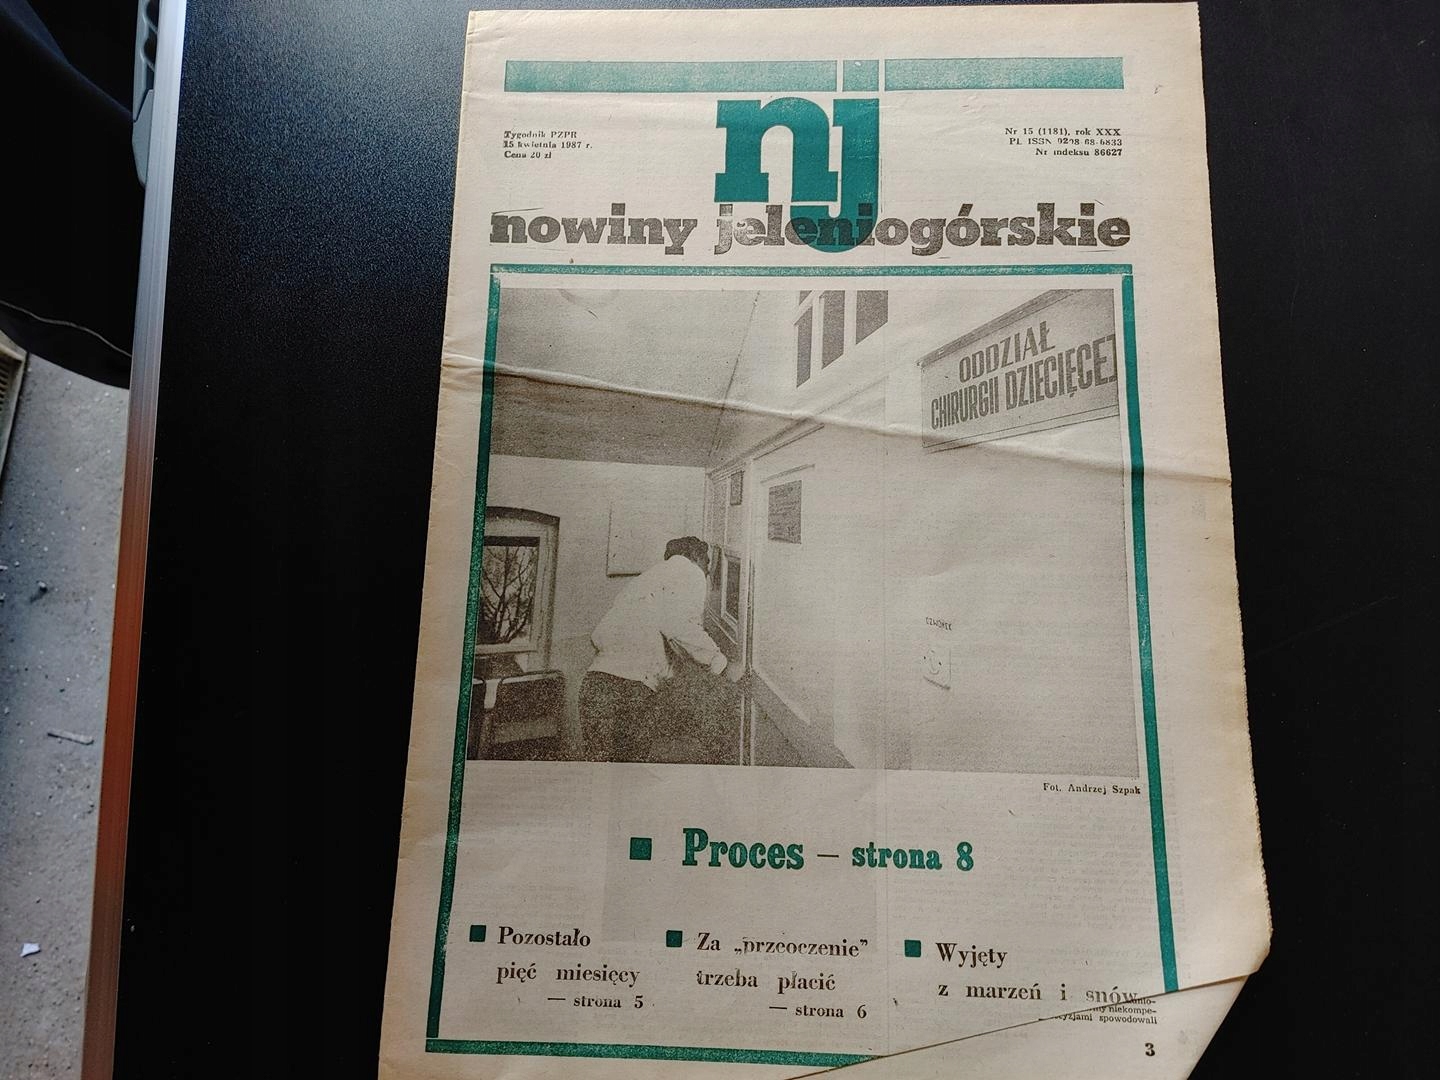 nj
Tygodnik PZPR
15 kwietnia 1987 r.
Cena 20 zł
Nr 15 (1181), rok XXX
PL ISSN 0208-68-6833
Nr indeksu 86627
nowiny jeleniogórskie
ODDZIAŁ
CHIRURGII DZIECIĘCEJ
Fot. Andrzej Szpak
Proces — strona 8
Pozostało
pięć miesięcy
— strona 5
Za „przeoczenie”
trzeba płacić
— strona 6
Wyjęty
z marzeń i snów
niekompe-
spowodowali
3